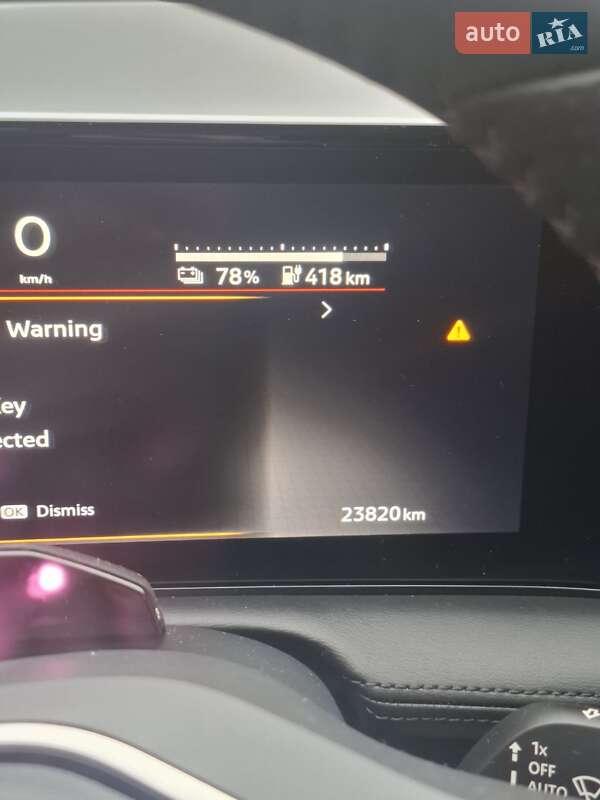 auto RIA
.com
0
km/h
78% 418 km
Warning
ey
ected
OK Dismiss
23820 km
1x
OFF
AUTO